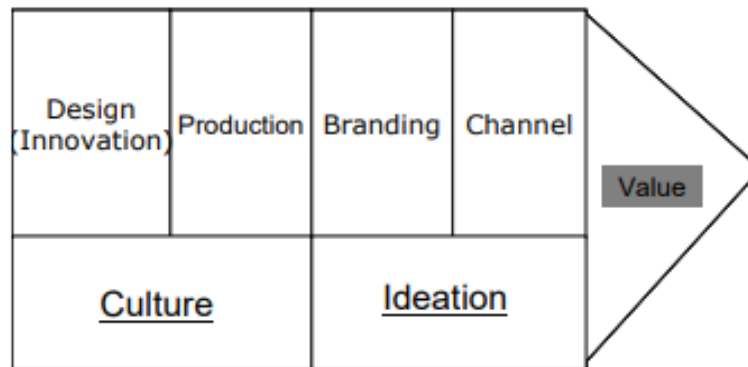 Design
(Innovation)
Production
Branding
Channel
Value
Culture
Ideation